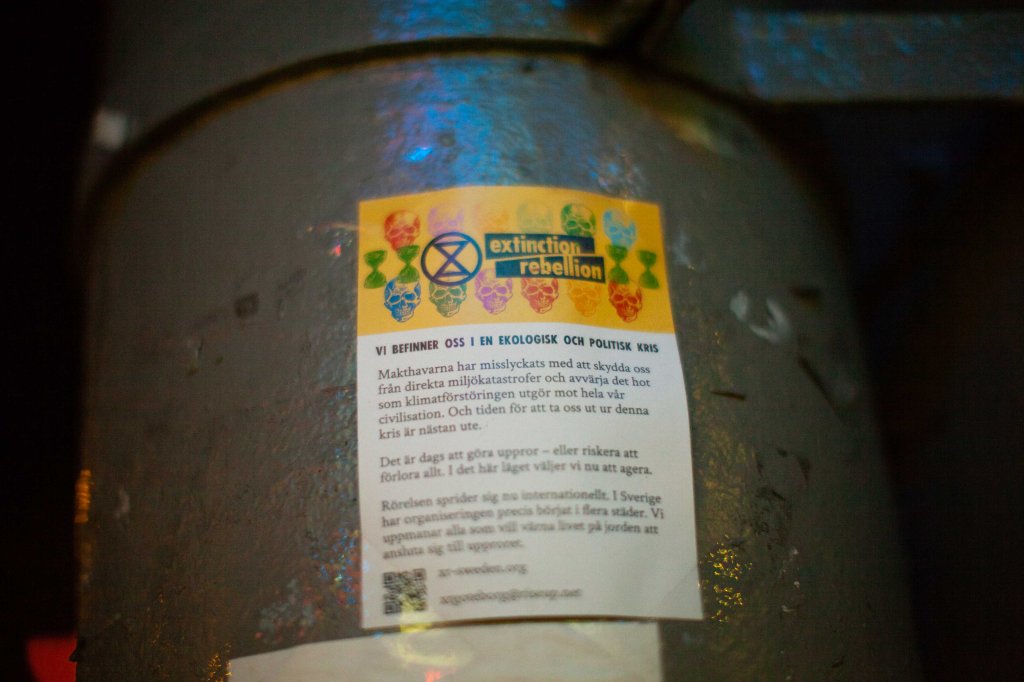 extinction
rebellion
VI BEFINNER OSS I EN EKOLOGISK OCH POLITISK KRIS
Makthavarna har misslyckats med att skydda oss
från direkta miljökatastrofer och avvärja det hot
som klimatförstöringen utgör mot hela vår
civilisation. Och tiden för att ta oss ut ur denna
kris är nästan ute.
Det är dags att göra uppror – eller riskera att
förlora allt. I det här läget väljer vi nu att agera.
Rörelsen sprider sig nu internationellt. I Sverige
har organiseringen precis börjat i flera städer. Vi
uppmanar alla som vill värna livet på jorden att
ansluta sig till upproret.
xr-sweden.org
xrgoteborg@riseup.net